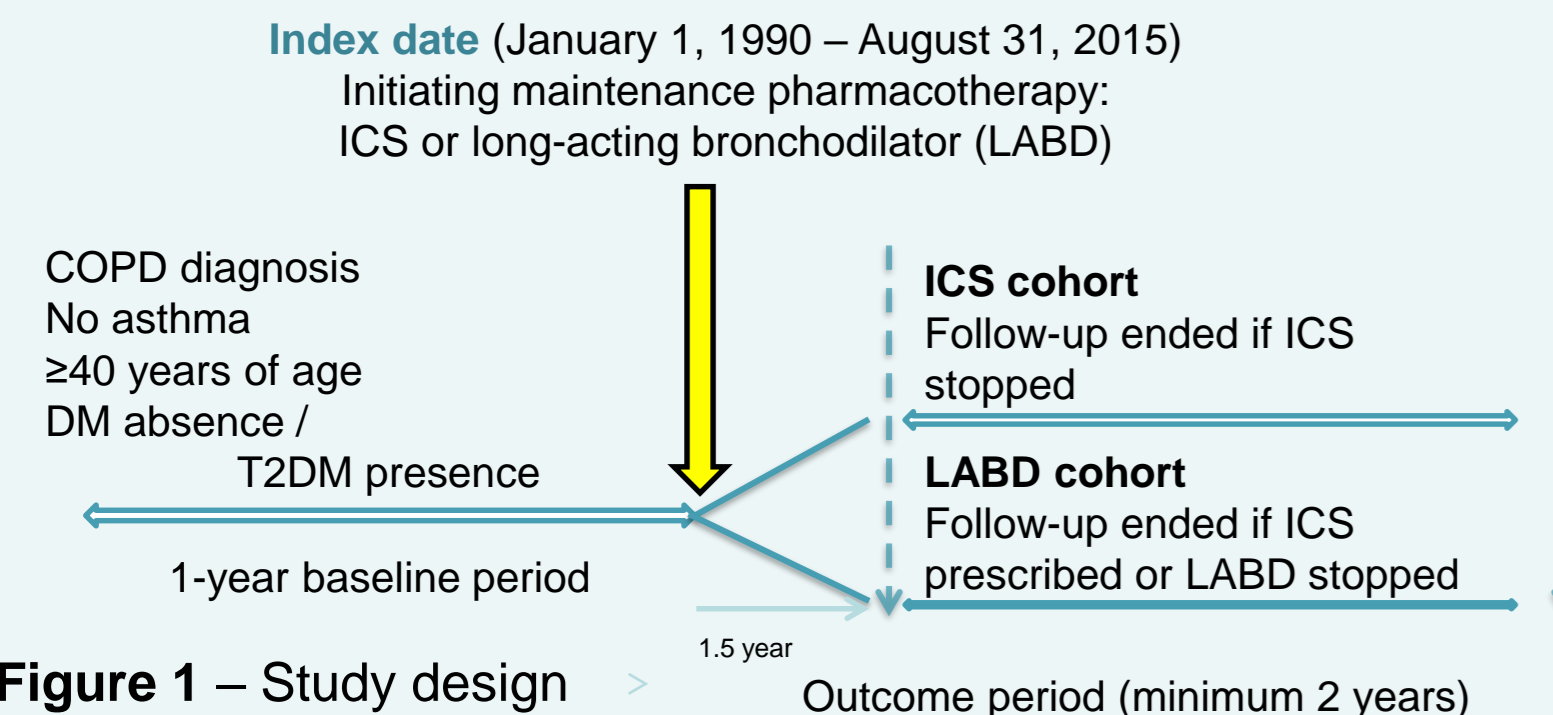 Index date (January 1, 1990 – August 31, 2015)
Initiating maintenance pharmacotherapy:
ICS or long-acting bronchodilator (LABD)
COPD diagnosis
No asthma
≥40 years of age
DM absence /
T2DM presence
1-year baseline period
ICS cohort
Follow-up ended if ICS
stopped
LABD cohort
Follow-up ended if ICS
prescribed or LABD stopped
1.5 year
Outcome period (minimum 2 years)
Figure 1 – Study design